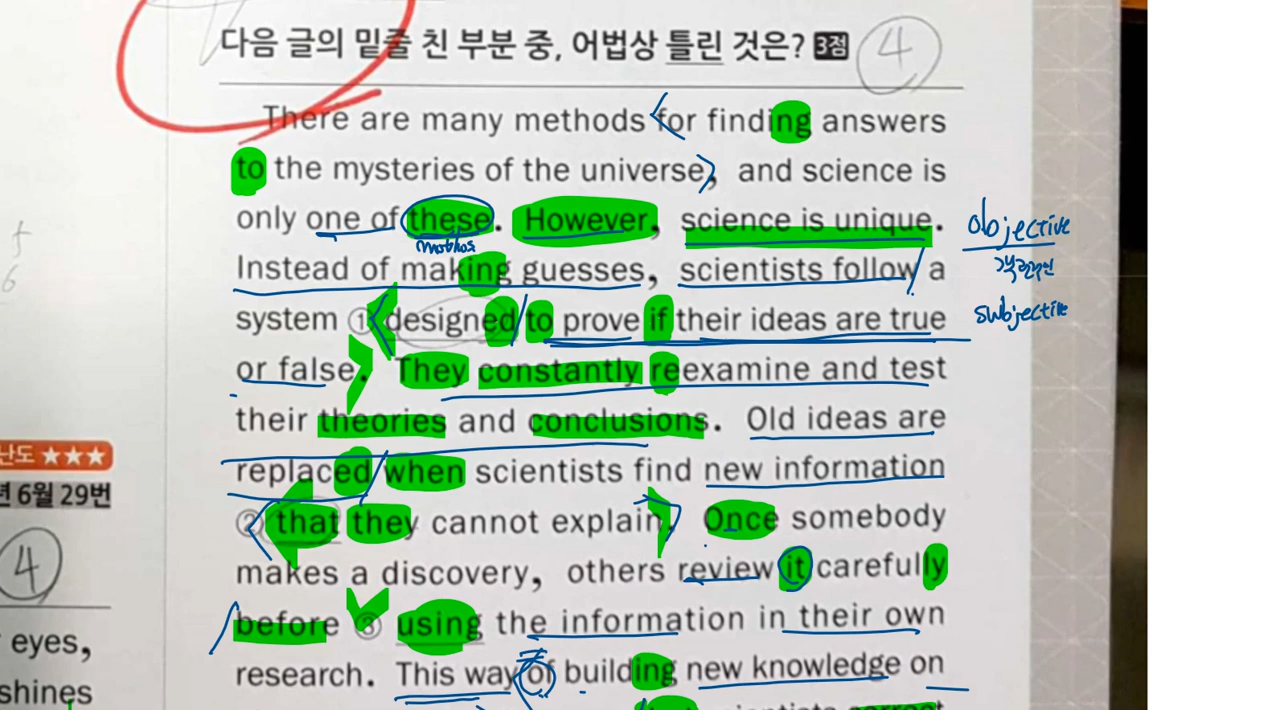 다음 글의 밑줄 친 부분 중, 어법상 틀린 것은? 3점 4
There are many methods for finding answers
to the mysteries of the universe, and science is
only one of these. However, science is unique.
objective
Instead of making guesses, scientists follow a
system ① designed to prove if their ideas are true
subjective
or false. They constantly reexamine and test
their theories and conclusions. Old ideas are
replaced when scientists find new information
② that they cannot explain. Once somebody
makes a discovery, others review it carefully
before ③ using the information in their own
research. This way of building new knowledge on
5
6
난도 ★★★
6월 29번
4
eyes,
shines